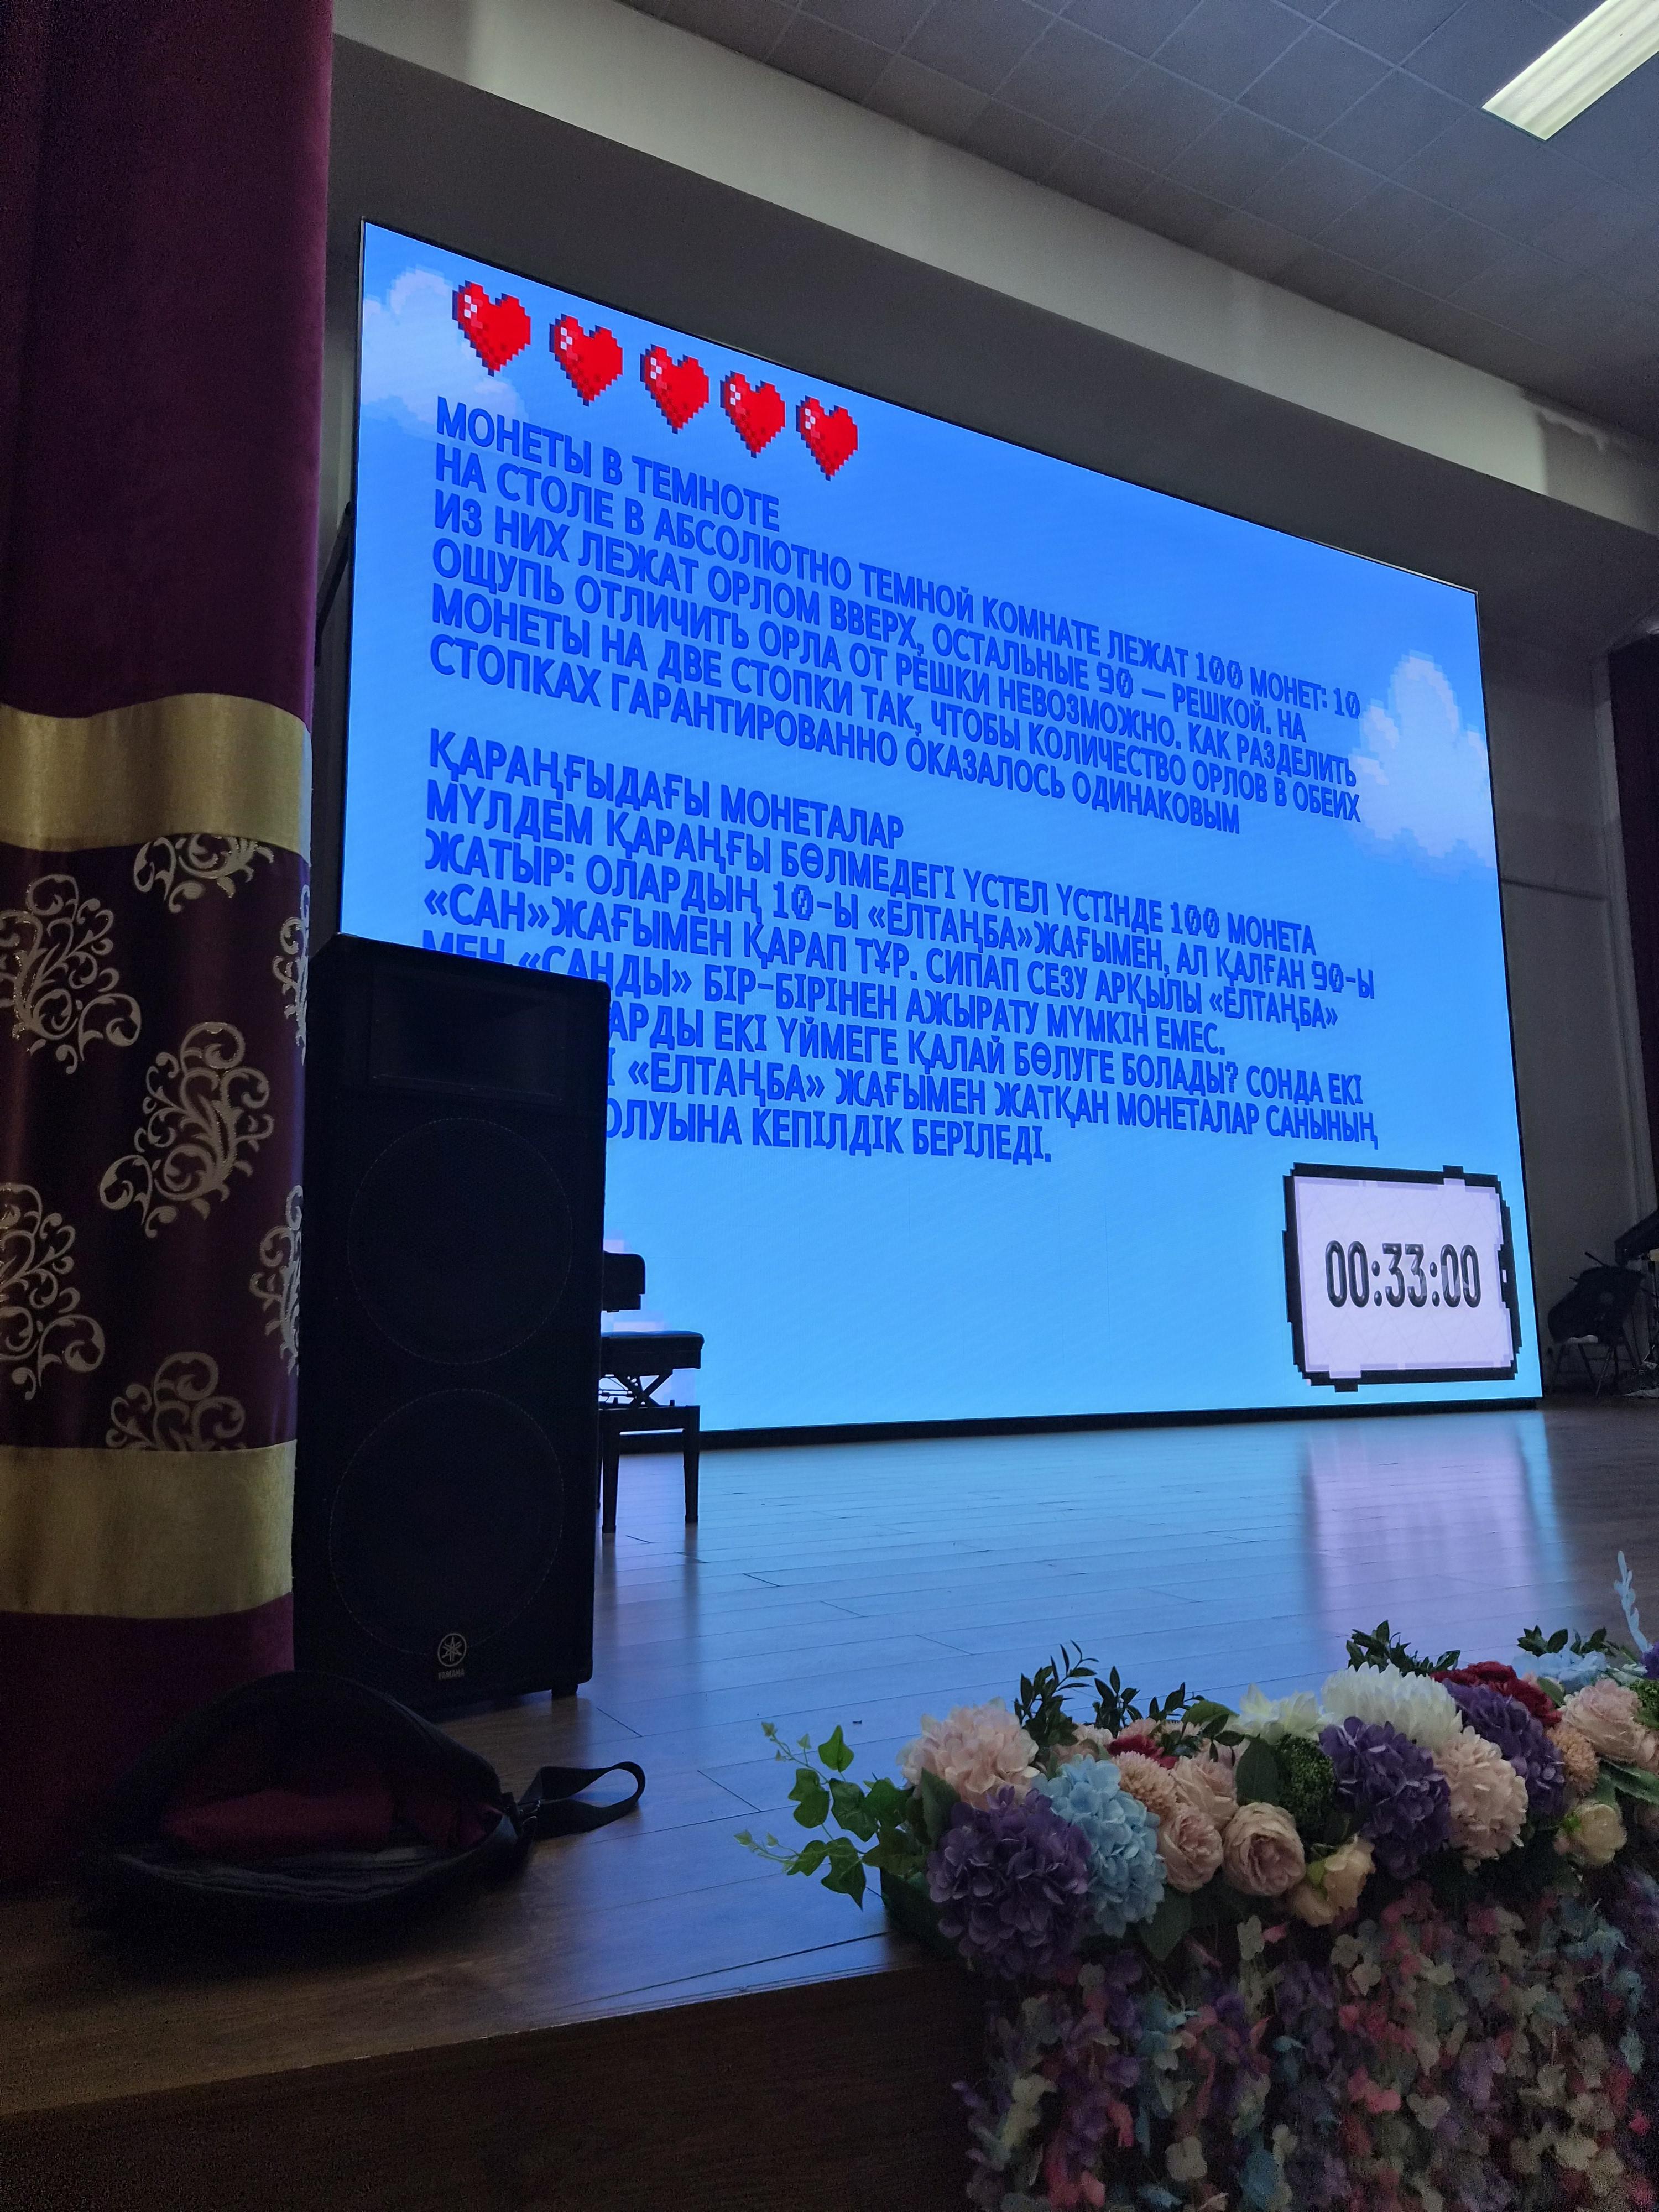 МОНЕТЫ В ТЕМНОТЕ
НА СТОЛЕ В АБСОЛЮТНО ТЕМНОЙ КОМНАТЕ ЛЕЖАТ 100 МОНЕТ: 10
ИЗ НИХ ЛЕЖАТ ОРЛОМ ВВЕРХ, ОСТАЛЬНЫЕ 90 — РЕШКОЙ. НА
ОЩУПЬ ОТЛИЧИТЬ ОРЛА ОТ РЕШКИ НЕВОЗМОЖНО. КАК РАЗДЕЛИТЬ
МОНЕТЫ НА ДВЕ СТОПКИ ТАК, ЧТОБЫ КОЛИЧЕСТВО ОРЛОВ В ОБЕИХ
СТОПКАХ ГАРАНТИРОВАННО ОКАЗАЛОСЬ ОДИНАКОВЫМ
ҚАРАҢҒЫДАҒЫ МОНЕТАЛАР
МҮЛДЕМ ҚАРАҢҒЫ БӨЛМЕДЕГІ ҮСТЕЛ ҮСТІНДЕ 100 МОНЕТА
ЖАТЫР: ОЛАРДЫҢ 10-Ы «ЕЛТАҢБА»ЖАҒЫМЕН, АЛ ҚАЛҒАН 90-Ы
«САН»ЖАҒЫМЕН ҚАРАП ТҰР. СИПАП СЕЗУ АРҚЫЛЫ «ЕЛТАҢБА»
МЕН «САНДЫ» БІР-БІРІНЕН АЖЫРАТУ МҮМКІН ЕМЕС.
АРДЫ ЕКІ ҮЙМЕГЕ ҚАЛАЙ БӨЛУГЕ БОЛАДЫ? СОНДА ЕКІ
«ЕЛТАҢБА» ЖАҒЫМЕН ЖАТҚАН МОНЕТАЛАР САНЫНЫҢ
ОЛУЫНА КЕПІЛДІК БЕРІЛЕДІ.
00:33:00
YAMAHA